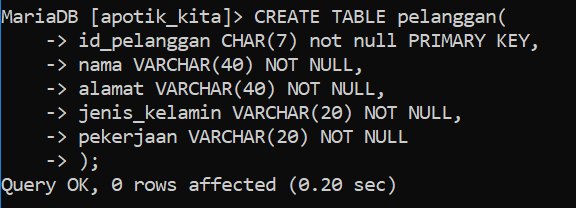 MariaDB [apotik_kita]> CREATE TABLE pelanggan(
    -> id_pelanggan CHAR(7) not null PRIMARY KEY,
    -> nama VARCHAR(40) NOT NULL,
    -> alamat VARCHAR(40) NOT NULL,
    -> jenis_kelamin VARCHAR(20) NOT NULL,
    -> pekerjaan VARCHAR(20) NOT NULL
    -> );
Query OK, 0 rows affected (0.20 sec)